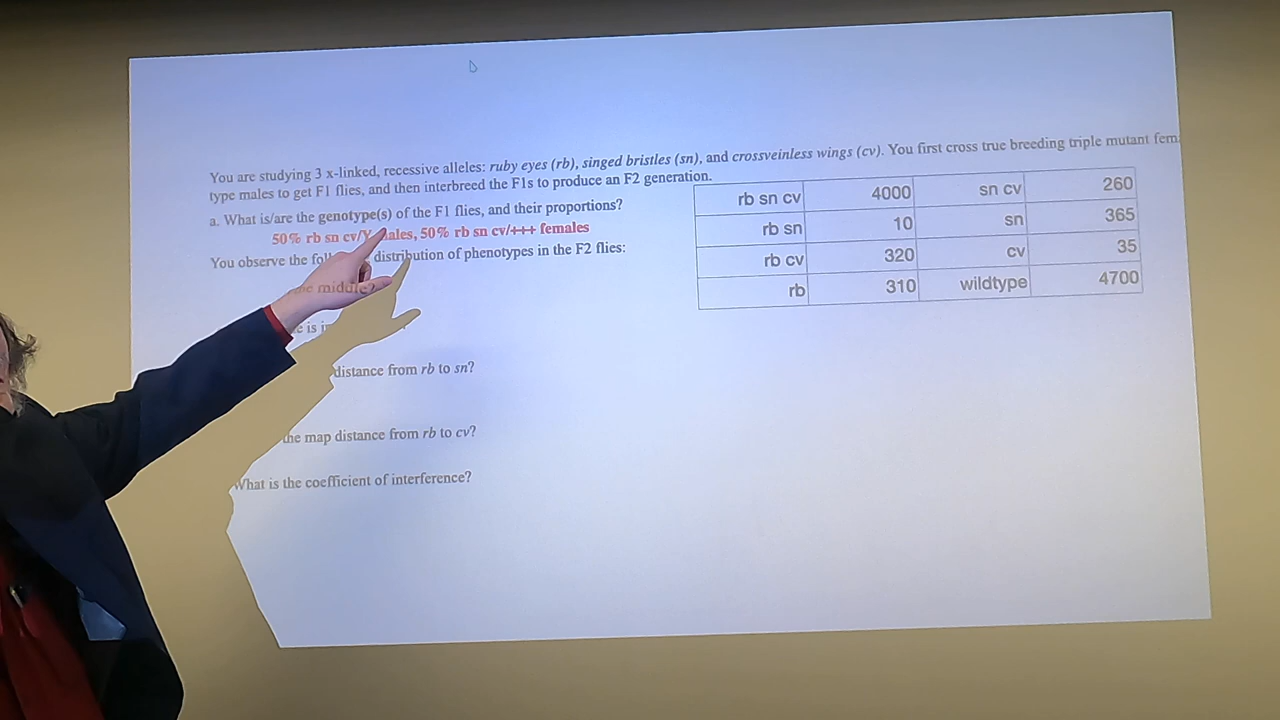 You are studying 3 x-linked, recessive alleles: ruby eyes (rb), singed bristles (sn), and crossveinless wings (cv). You first cross true breeding triple mutant fem
type males to get F1 flies, and then interbreed the F1s to produce an F2 generation.
a. What is/are the genotype(s) of the F1 flies, and their proportions?
50% rb sn cv/Y males, 50% rb sn cv/+++ females
You observe the distribution of phenotypes in the F2 flies:
rb sn cv 4000 sn cv 260
rb sn 10 sn 365
rb cv 320 cv 35
rb 310 wildtype 4700
middle?
is
distance from rb to sn?
the map distance from rb to cv?
What is the coefficient of interference?